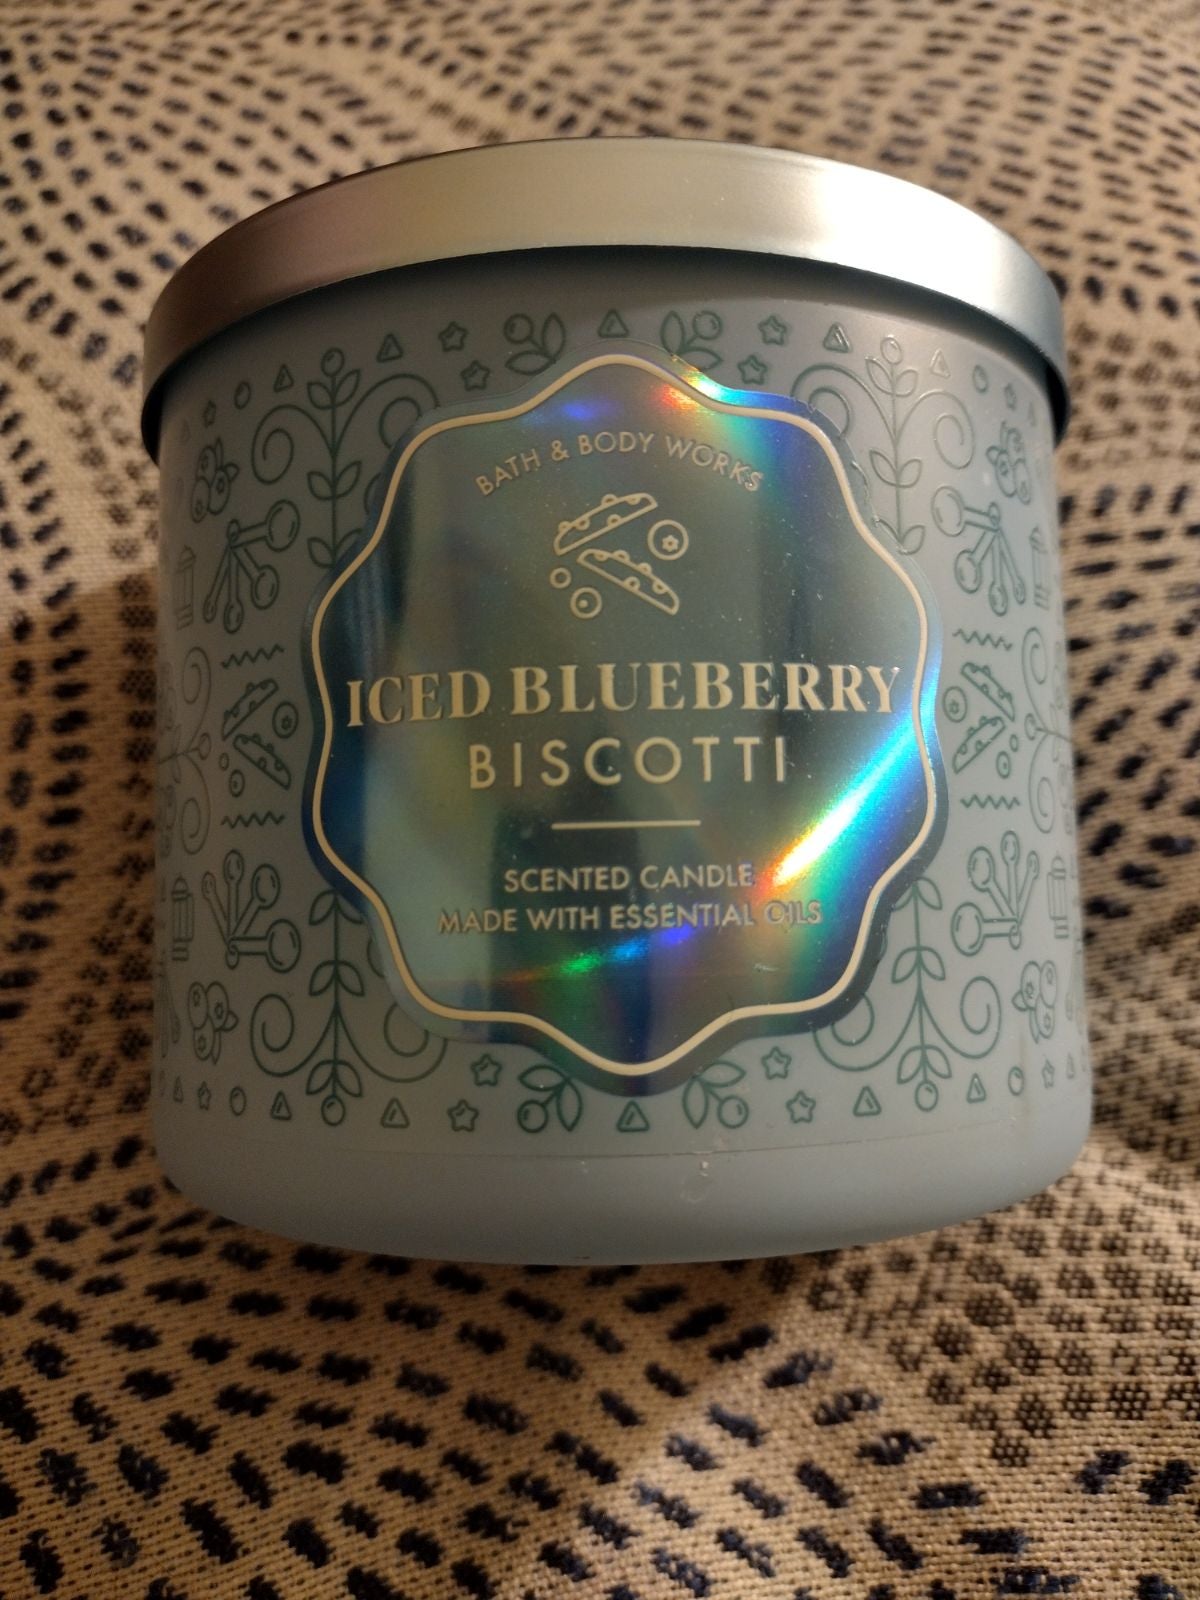 BATH & BODY WORKS
ICED BLUEBERRY
BISCOTTI
SCENTED CANDLE
MADE WITH ESSENTIAL OILS